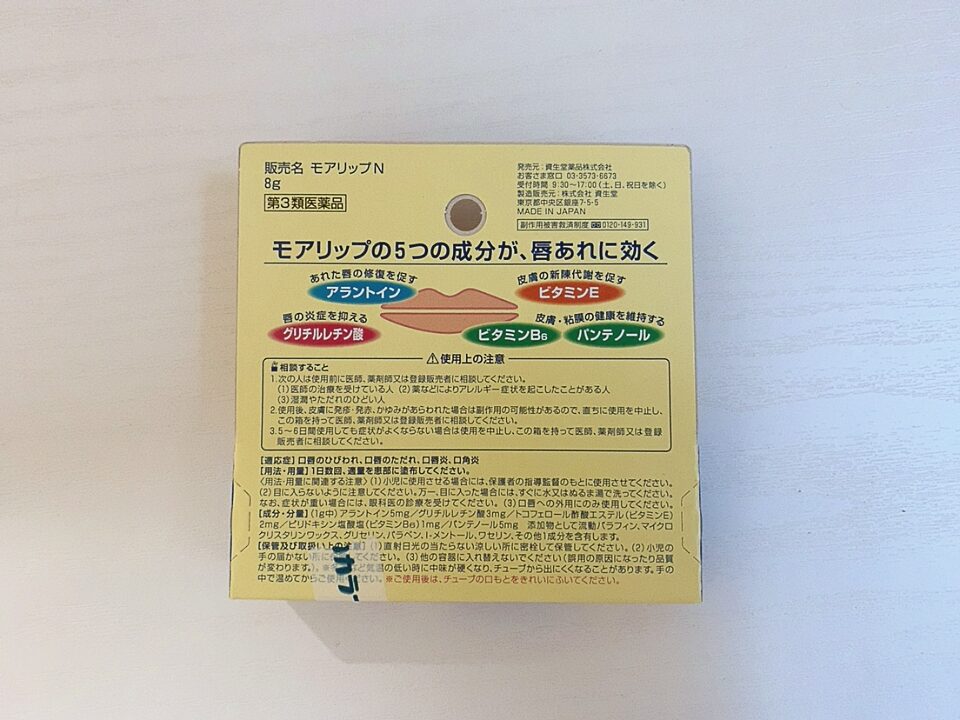 販売名 モアリップN
8g
第3類医薬品
発売元:資生堂薬品株式会社
お客さま窓口 03-3573-6673
受付時間 9:30~17:00(土、日、祝日を除く)
製造販売元:株式会社 資生堂
東京都中央区銀座7-5-5
MADE IN JAPAN
副作用被害救済制度 0120-149-931
モアリップの5つの成分が、唇あれに効く
あれた唇の修復を促す
アラントイン
皮膚の新陳代謝を促す
ビタミンE
唇の炎症を抑える
グリチルレチン酸
皮膚・粘膜の健康を維持する
ビタミンB6
パンテノール
⚠使用上の注意
相談すること
1.次の人は使用前に医師、薬剤師又は登録販売者に相談してください。
(1)医師の治療を受けている人 (2)薬などによりアレルギー症状を起こしたことがある人
(3)湿潤やただれのひどい人
2.使用後、皮膚に発疹・発赤、かゆみがあらわれた場合は副作用の可能性があるので、直ちに使用を中止し、
この箱を持って医師、薬剤師又は登録販売者に相談してください。
3.5~6日間使用しても症状がよくならない場合は使用を中止し、この箱を持って医師、薬剤師又は登録
販売者に相談してください。
【適応症】口唇のひびわれ、口唇のただれ、口唇炎、口角炎
【用法・用量】1日数回、適量を患部に塗布してください。
〈用法・用量に関連する注意〉(1)小児に使用させる場合には、保護者の指導監督のもとに使用させてください。
(2)目に入らないように注意してください。万一、目に入った場合には、すぐに水又はぬるま湯で洗ってください。
なお、症状が重い場合には、眼科医の診療を受けてください。(3)口唇への外用にのみ使用してください。
【成分・分量】(1g中)アラントイン5mg/グリチルレチン酸3mg/トコフェロール酢酸エステル(ビタミンE)
2mg/ピリドキシン塩酸塩(ビタミンB6)1mg/パンテノール5mg 添加物として流動パラフィン、マイクロ
クリスタリンワックス、グリセリン、パラベン、l-メントール、ワセリン、その他1成分を含有します。
【保管及び取扱い上の注意】(1)直射日光の当たらない涼しい所に密栓して保管してください。(2)小児の
手の届かない所に ください。(3)他の容器に入れ替えないでください(誤用の原因になったり品質
が変わります。)。※ 気温の低い時に中味が硬くなり、チューブから出にくくなることがあります。手の
中で温めてから ください。※ご使用後は、チューブの口もとをきれいにふいてください。
カラ